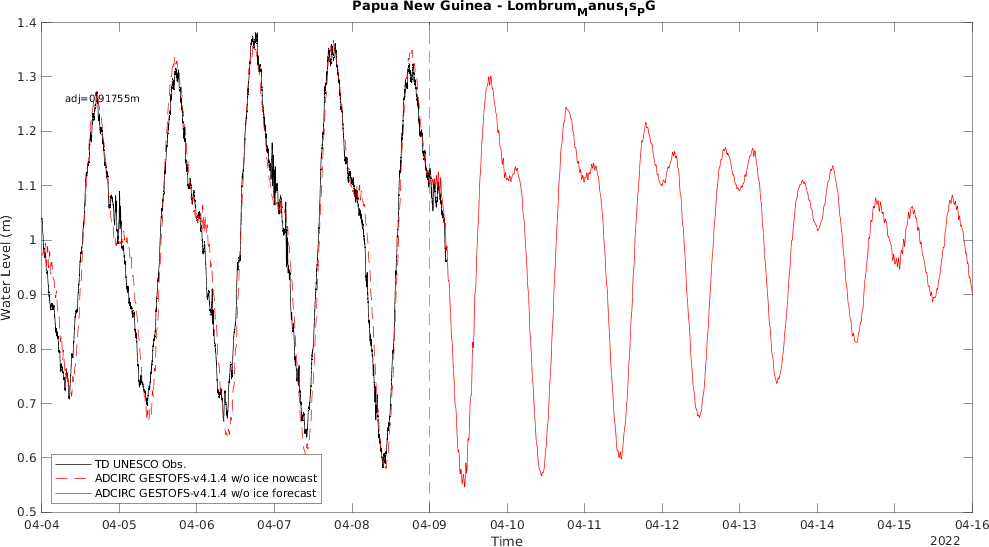 Papua New Guinea - Lombrum_Manus_Is_PG
1.4
1.3
1.2
1.1
1
0.9
0.8
0.7
0.6
0.5
Water Level (m)
adj=0.91755m
TD UNESCO Obs.
ADCIRC GESTOFS-v4.1.4 w/o ice nowcast
ADCIRC GESTOFS-v4.1.4 w/o ice forecast
04-04 04-05 04-06 04-07 04-08 04-09 04-10 04-11 04-12 04-13 04-14 04-15 04-16
Time
2022